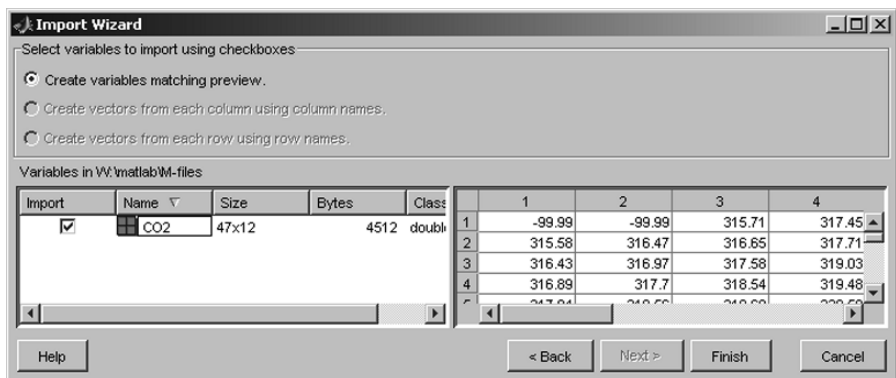 Import Wizard
Select variables to import using checkboxes
Create variables matching preview.
Create vectors from each column using column names.
Create vectors from each row using row names.
Variables in W:\matlab\M-files
Import Name Size Bytes Class
CO2 47x12 4512 double
1 2 3 4
1 -99.99 -99.99 315.71 317.45
2 315.58 316.47 316.65 317.71
3 316.43 316.97 317.58 319.03
4 316.89 317.7 318.54 319.48
Help < Back Next > Finish Cancel